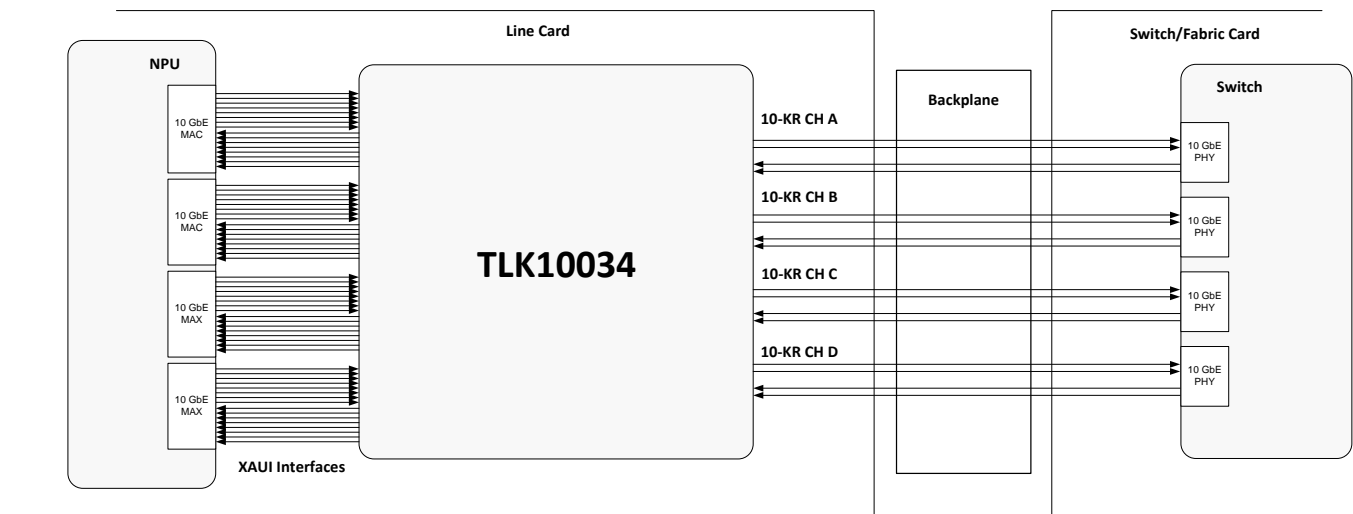 Line Card
Switch/Fabric Card
NPU
Switch
Backplane
10 GbE
MAC
10 GbE
MAC
10 GbE
MAX
10 GbE
MAX
TLK10034
10-KR CH A
10-KR CH B
10-KR CH C
10-KR CH D
10 GbE
PHY
10 GbE
PHY
10 GbE
PHY
10 GbE
PHY
XAUI Interfaces